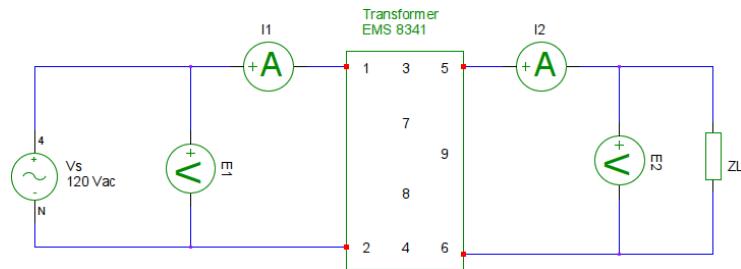 Transformer
EMS 8341
I1
I2
+A
1 3 5
+A
4
7
+
V
E1
9
+
V
E2
ZL
+
-
Vs
120 Vac
8
N
2 4 6